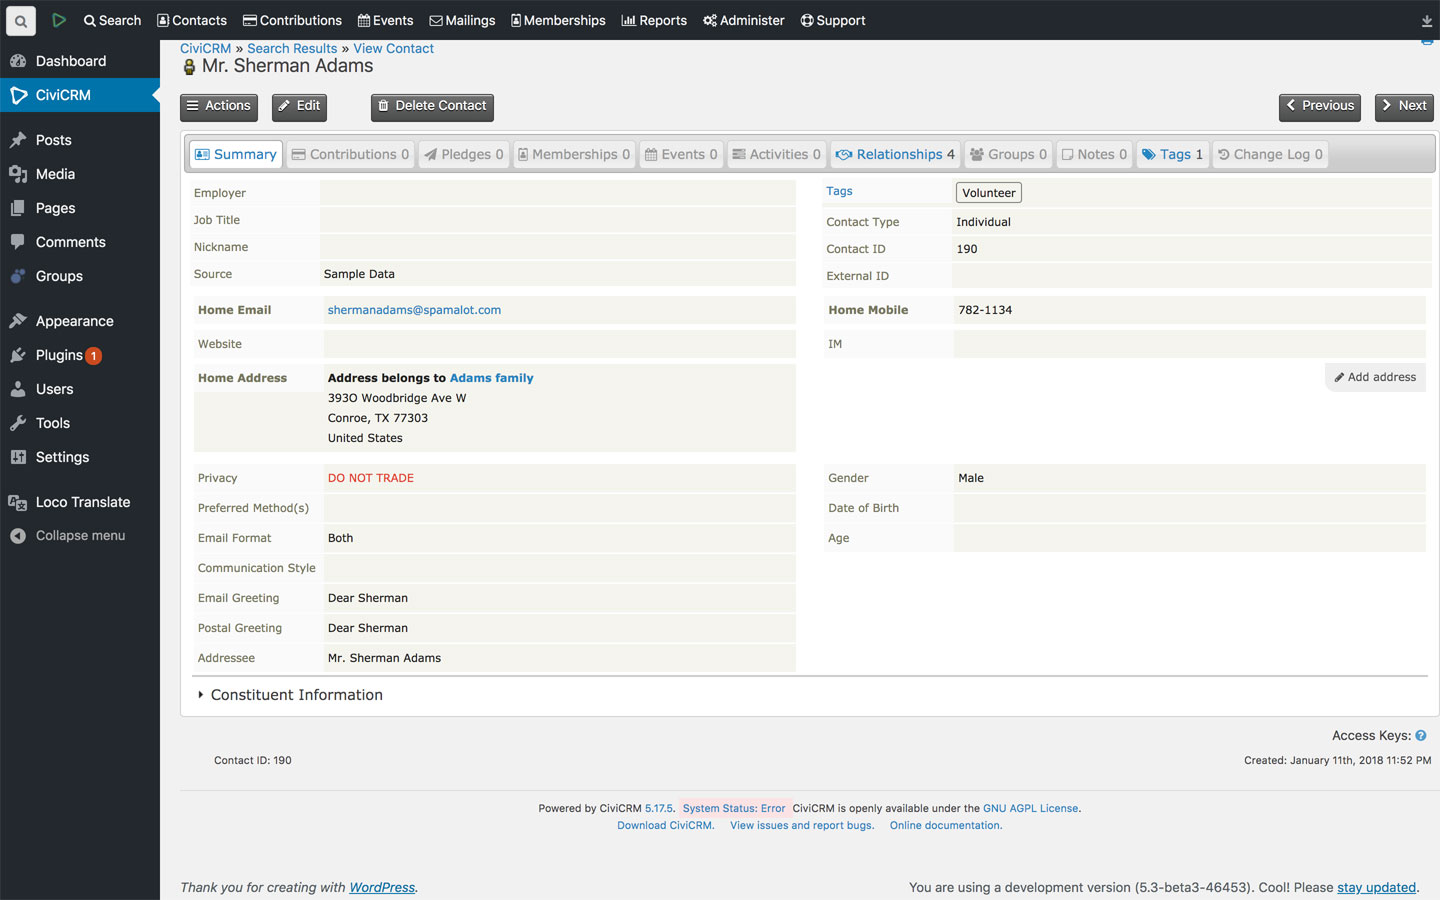 Search Contacts Contributions Events Mailings Memberships Reports Administer Support
Dashboard
CiviCRM
Posts
Media
Pages
Comments
Groups
Appearance
Plugins 1
Users
Tools
Settings
Loco Translate
Collapse menu
CiviCRM » Search Results » View Contact
Mr. Sherman Adams
Actions Edit Delete Contact Previous Next
Summary Contributions 0 Pledges 0 Memberships 0 Events 0 Activities 0 Relationships 4 Groups 0 Notes 0 Tags 1 Change Log 0
Employer
Job Title
Nickname
Source Sample Data
Tags Volunteer
Contact Type Individual
Contact ID 190
External ID
Home Email shermanadams@spamalot.com
Home Mobile 782-1134
Website
IM
Home Address Address belongs to Adams family
393O Woodbridge Ave W
Conroe, TX 77303
United States
Add address
Privacy DO NOT TRADE
Preferred Method(s)
Email Format Both
Communication Style
Email Greeting Dear Sherman
Postal Greeting Dear Sherman
Addressee Mr. Sherman Adams
Gender Male
Date of Birth
Age
Constituent Information
Access Keys: ?
Contact ID: 190
Created: January 11th, 2018 11:52 PM
Powered by CiviCRM 5.17.5. System Status: Error CiviCRM is openly available under the GNU AGPL License.
Download CiviCRM. View issues and report bugs. Online documentation.
Thank you for creating with WordPress.
You are using a development version (5.3-beta3-46453). Cool! Please stay updated.